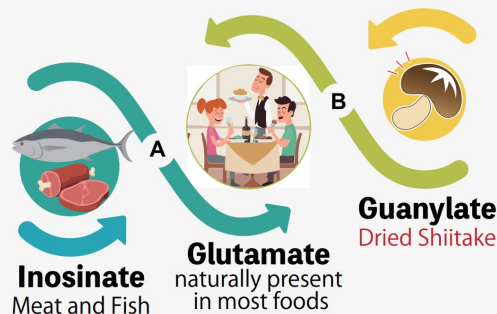 A
B
Inosinate
Meat and Fish
Glutamate
naturally present
in most foods
Guanylate
Dried Shiitake